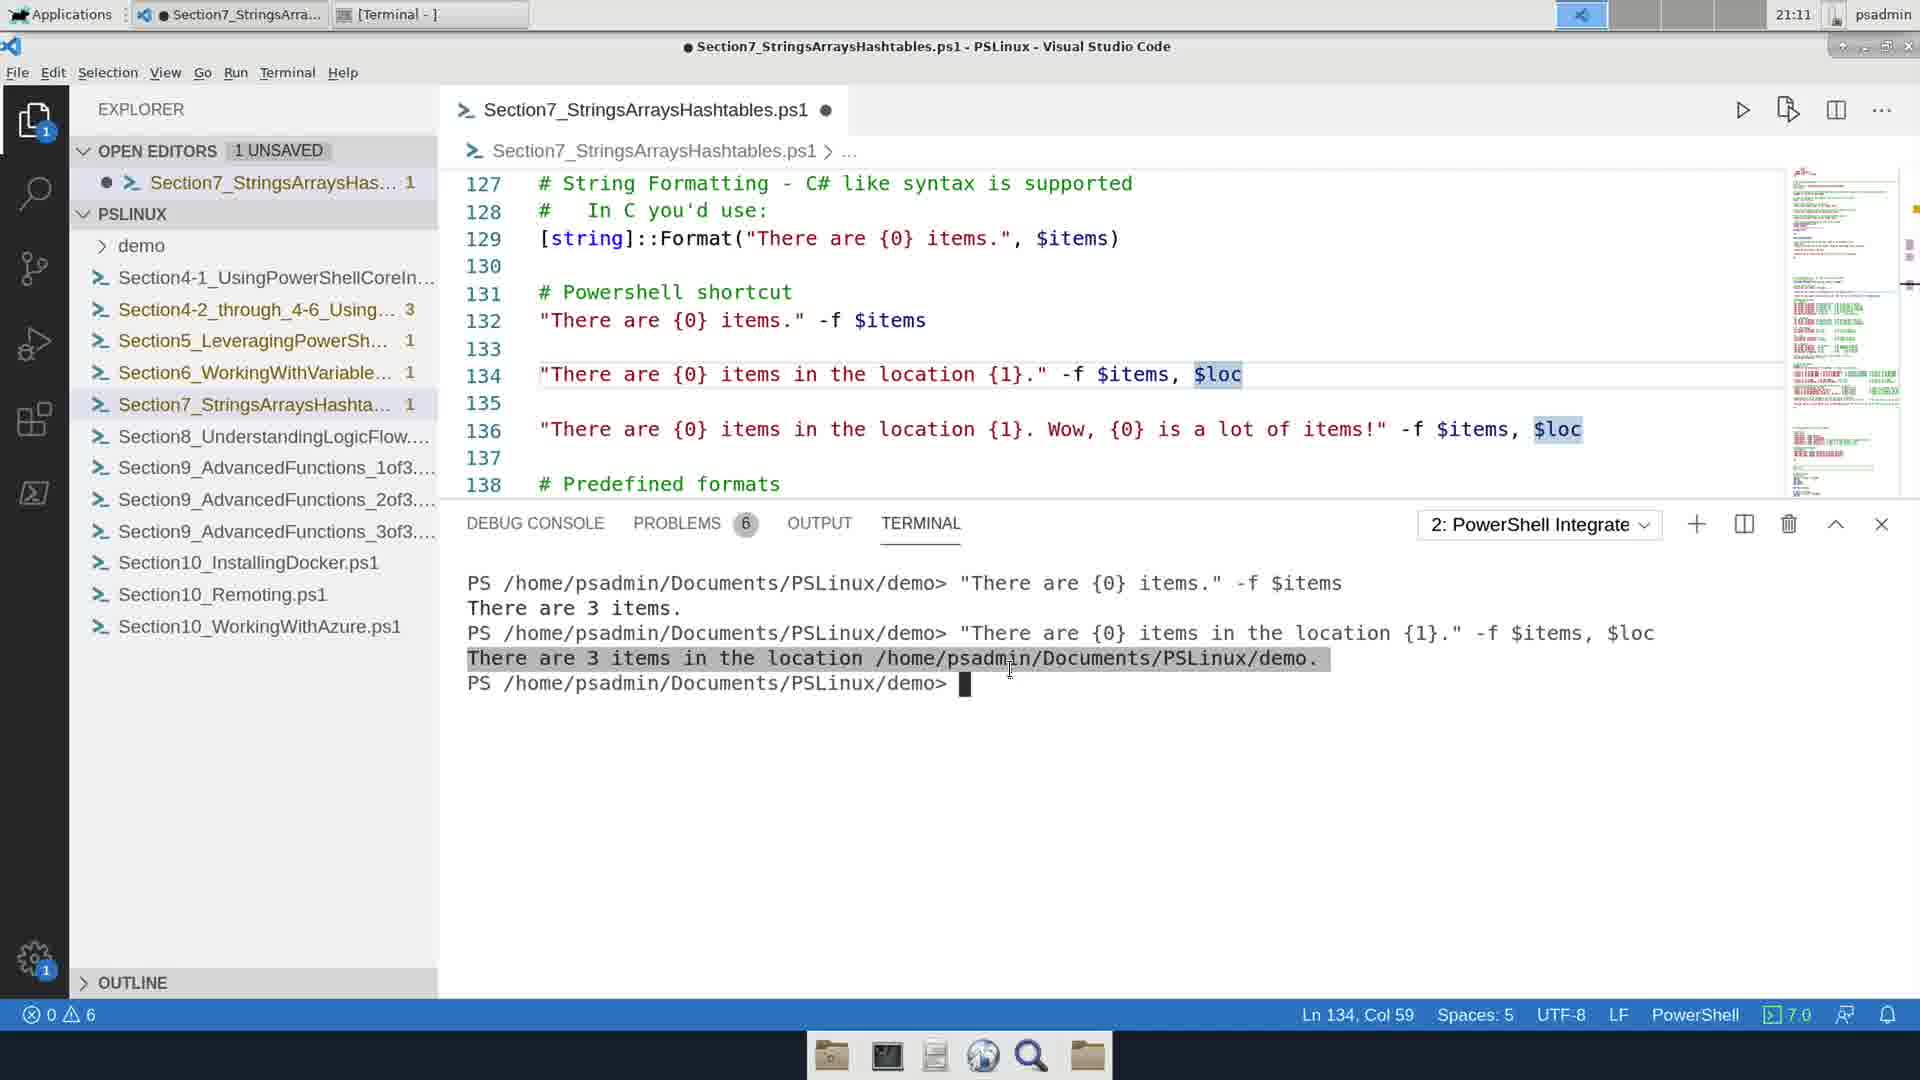 Applications
● Section7_StringsArra...
[Terminal - ]
21:11
psadmin
● Section7_StringsArraysHashtables.ps1 - PSLinux - Visual Studio Code
File Edit Selection View Go Run Terminal Help
EXPLORER
OPEN EDITORS 1 UNSAVED
Section7_StringsArraysHas... 1
PSLINUX
demo
Section4-1_UsingPowerShellCoreIn...
Section4-2_through_4-6_Using... 3
Section5_LeveragingPowerSh... 1
Section6_WorkingWithVariable... 1
Section7_StringsArraysHashta... 1
Section8_UnderstandingLogicFlow....
Section9_AdvancedFunctions_1of3....
Section9_AdvancedFunctions_2of3....
Section9_AdvancedFunctions_3of3....
Section10_InstallingDocker.ps1
Section10_Remoting.ps1
Section10_WorkingWithAzure.ps1
OUTLINE
1
1
Section7_StringsArraysHashtables.ps1 ●
Section7_StringsArraysHashtables.ps1 > ...
127 # String Formatting - C# like syntax is supported
128 #   In C you'd use:
129 [string]::Format("There are {0} items.", $items)
130
131 # Powershell shortcut
132 "There are {0} items." -f $items
133
134 "There are {0} items in the location {1}." -f $items, $loc
135
136 "There are {0} items in the location {1}. Wow, {0} is a lot of items!" -f $items, $loc
137
138 # Predefined formats
DEBUG CONSOLE PROBLEMS 6 OUTPUT TERMINAL
2: PowerShell Integrate
PS /home/psadmin/Documents/PSLinux/demo> "There are {0} items." -f $items
There are 3 items.
PS /home/psadmin/Documents/PSLinux/demo> "There are {0} items in the location {1}." -f $items, $loc
There are 3 items in the location /home/psadmin/Documents/PSLinux/demo.
PS /home/psadmin/Documents/PSLinux/demo>
0 6
Ln 134, Col 59 Spaces: 5 UTF-8 LF PowerShell 7.0